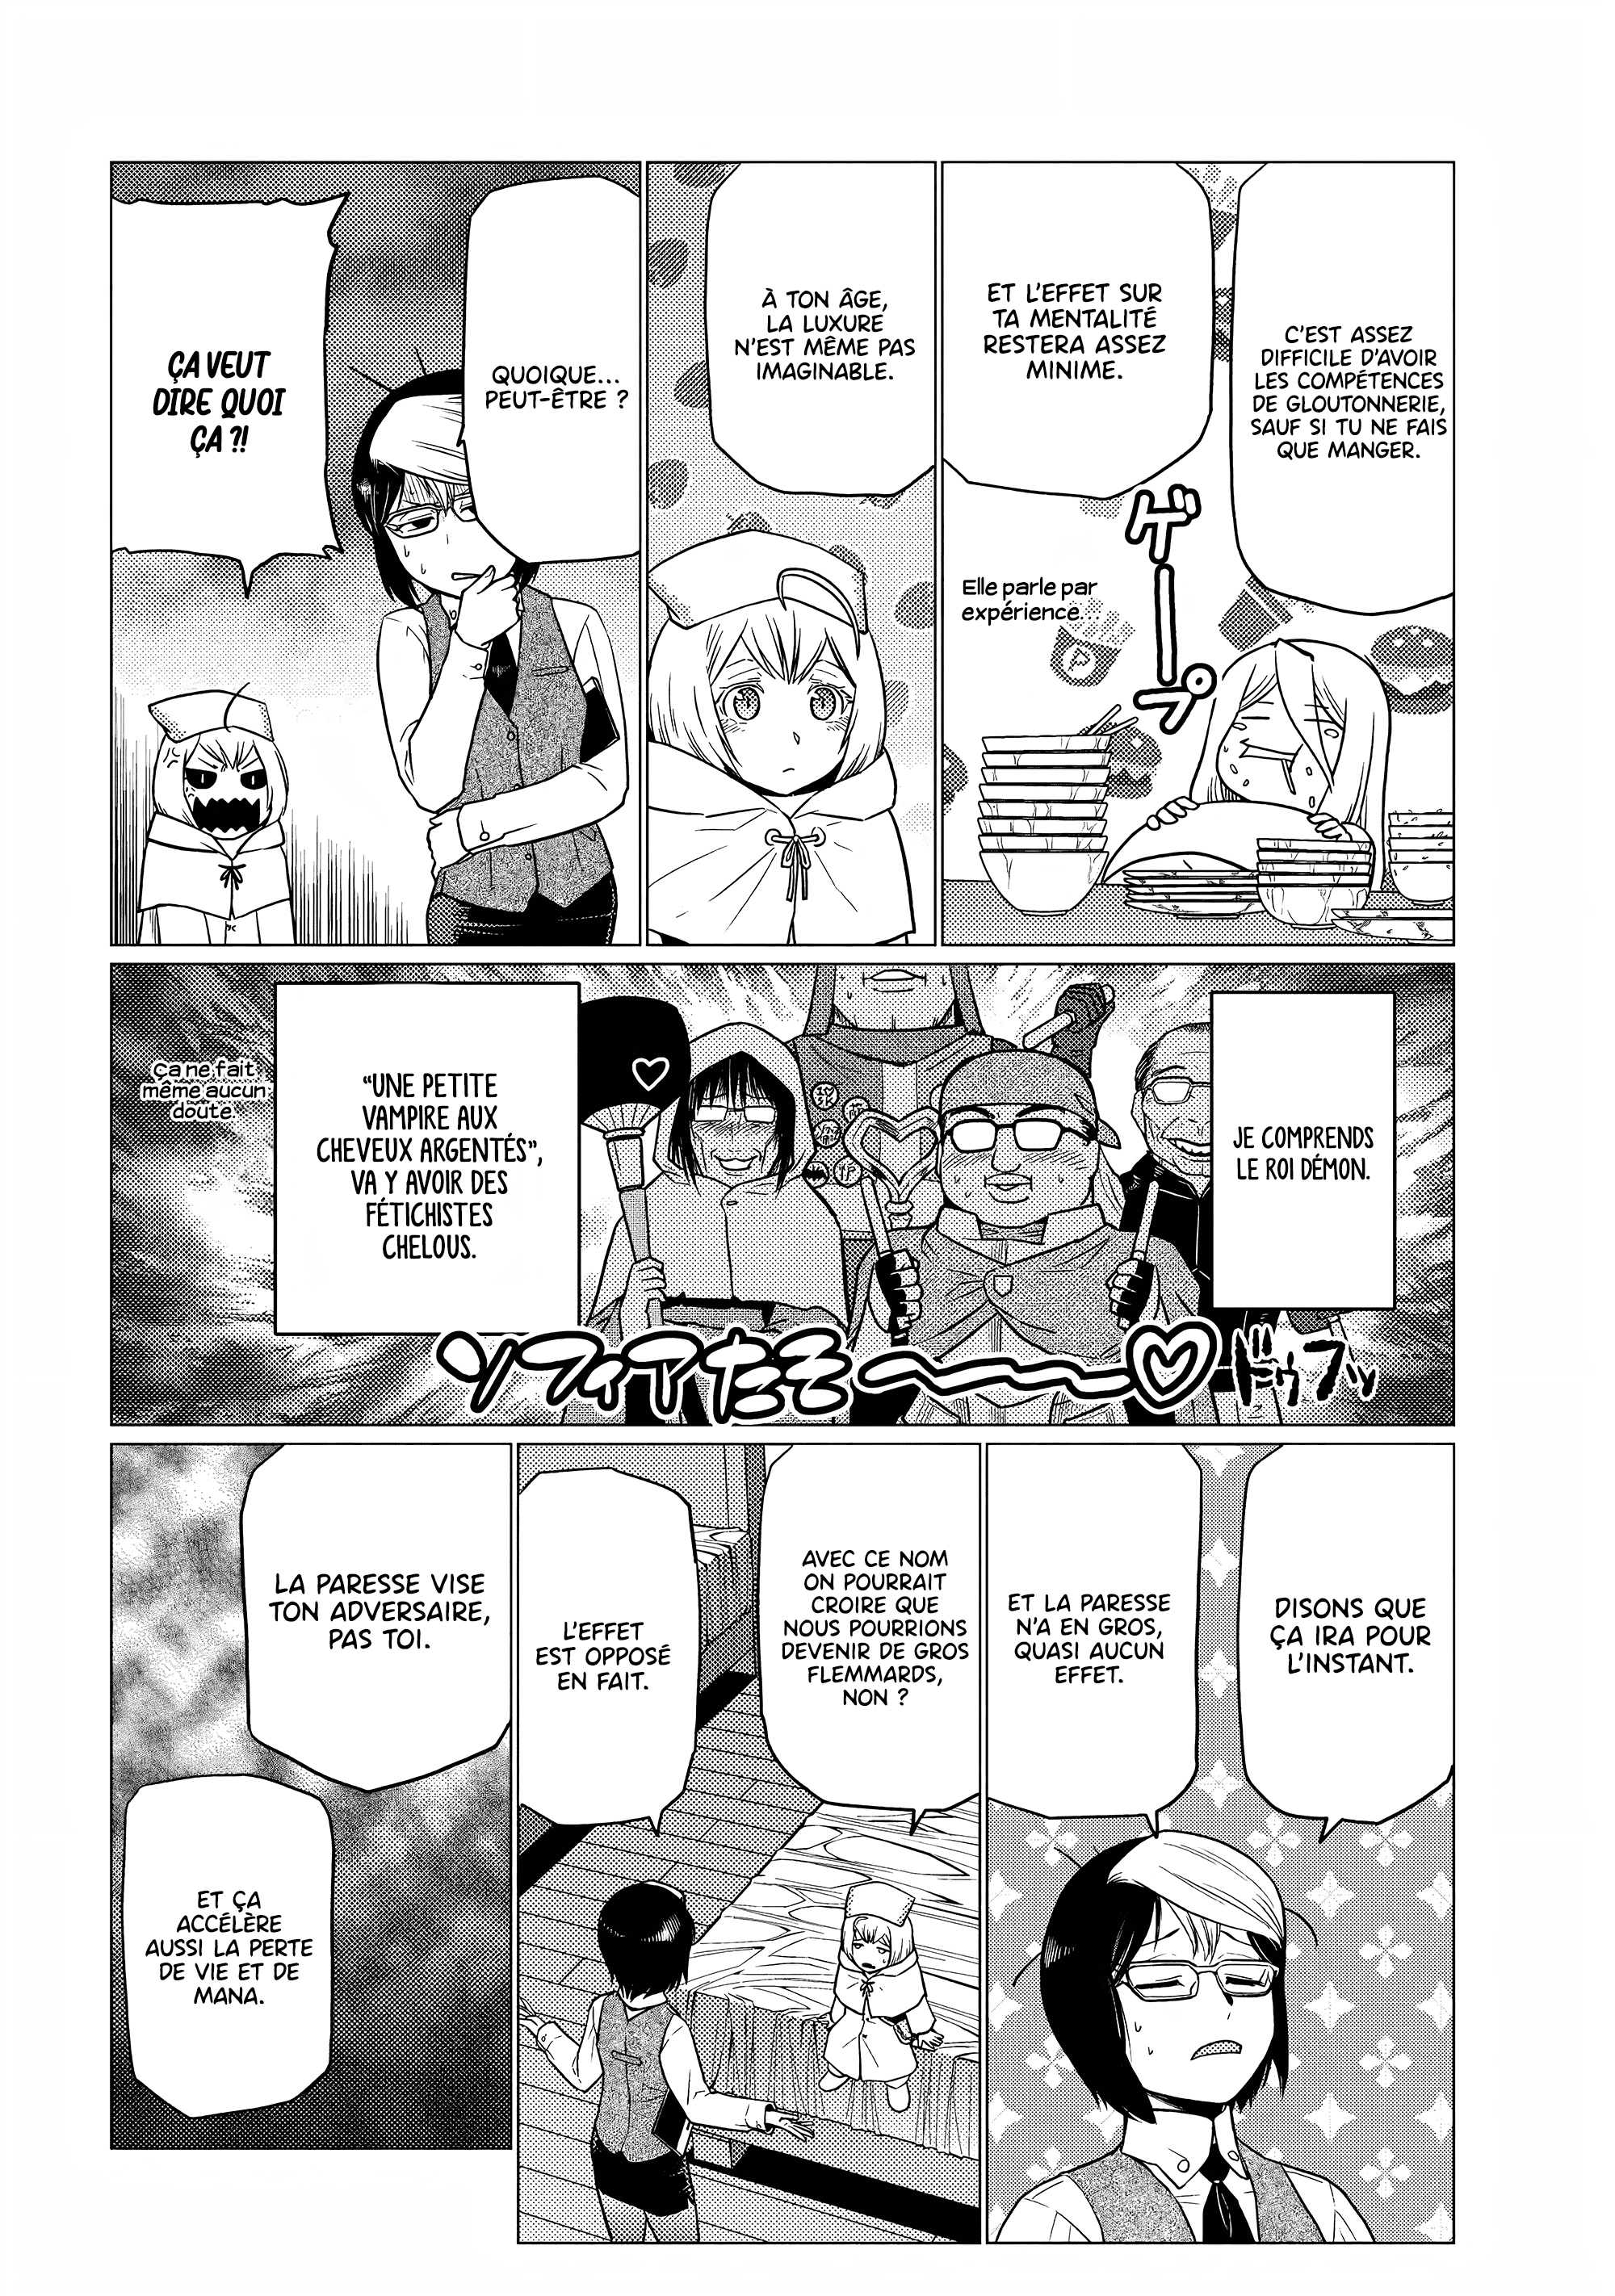 C'EST ASSEZ
DIFFICILE D'AVOIR
LES COMPÉTENCES
DE GLOUTONNERIE,
SAUF SI TU NE FAIS
QUE MANGER.
ET L'EFFET SUR
TA MENTALITÉ
RESTERA ASSEZ
MINIME.
ゲープ
Elle parle par
expérience...
P
À TON ÂGE,
LA LUXURE
N'EST MÊME PAS
IMAGINABLE.
QUOIQUE...
PEUT-ÊTRE ?
ÇA VEUT
DIRE QUOI
ÇA ?!
JE COMPRENDS
LE ROI DÉMON.
"UNE PETITE
VAMPIRE AUX
CHEVEUX ARGENTÉS",
VA Y AVOIR DES
FÉTICHISTES
CHELOUS.
Ça ne fait
même aucun
doute.
ソフィアたそ〜〜〜♡
ドゥフッ
DISONS QUE
ÇA IRA POUR
L'INSTANT.
ET LA PARESSE
N'A EN GROS,
QUASI AUCUN
EFFET.
AVEC CE NOM
ON POURRAIT
CROIRE QUE
NOUS POURRIONS
DEVENIR DE GROS
FLEMMARDS,
NON ?
L'EFFET
EST OPPOSÉ
EN FAIT.
LA PARESSE VISE
TON ADVERSAIRE,
PAS TOI.
ET ÇA
ACCÉLÈRE
AUSSI LA PERTE
DE VIE ET DE
MANA.